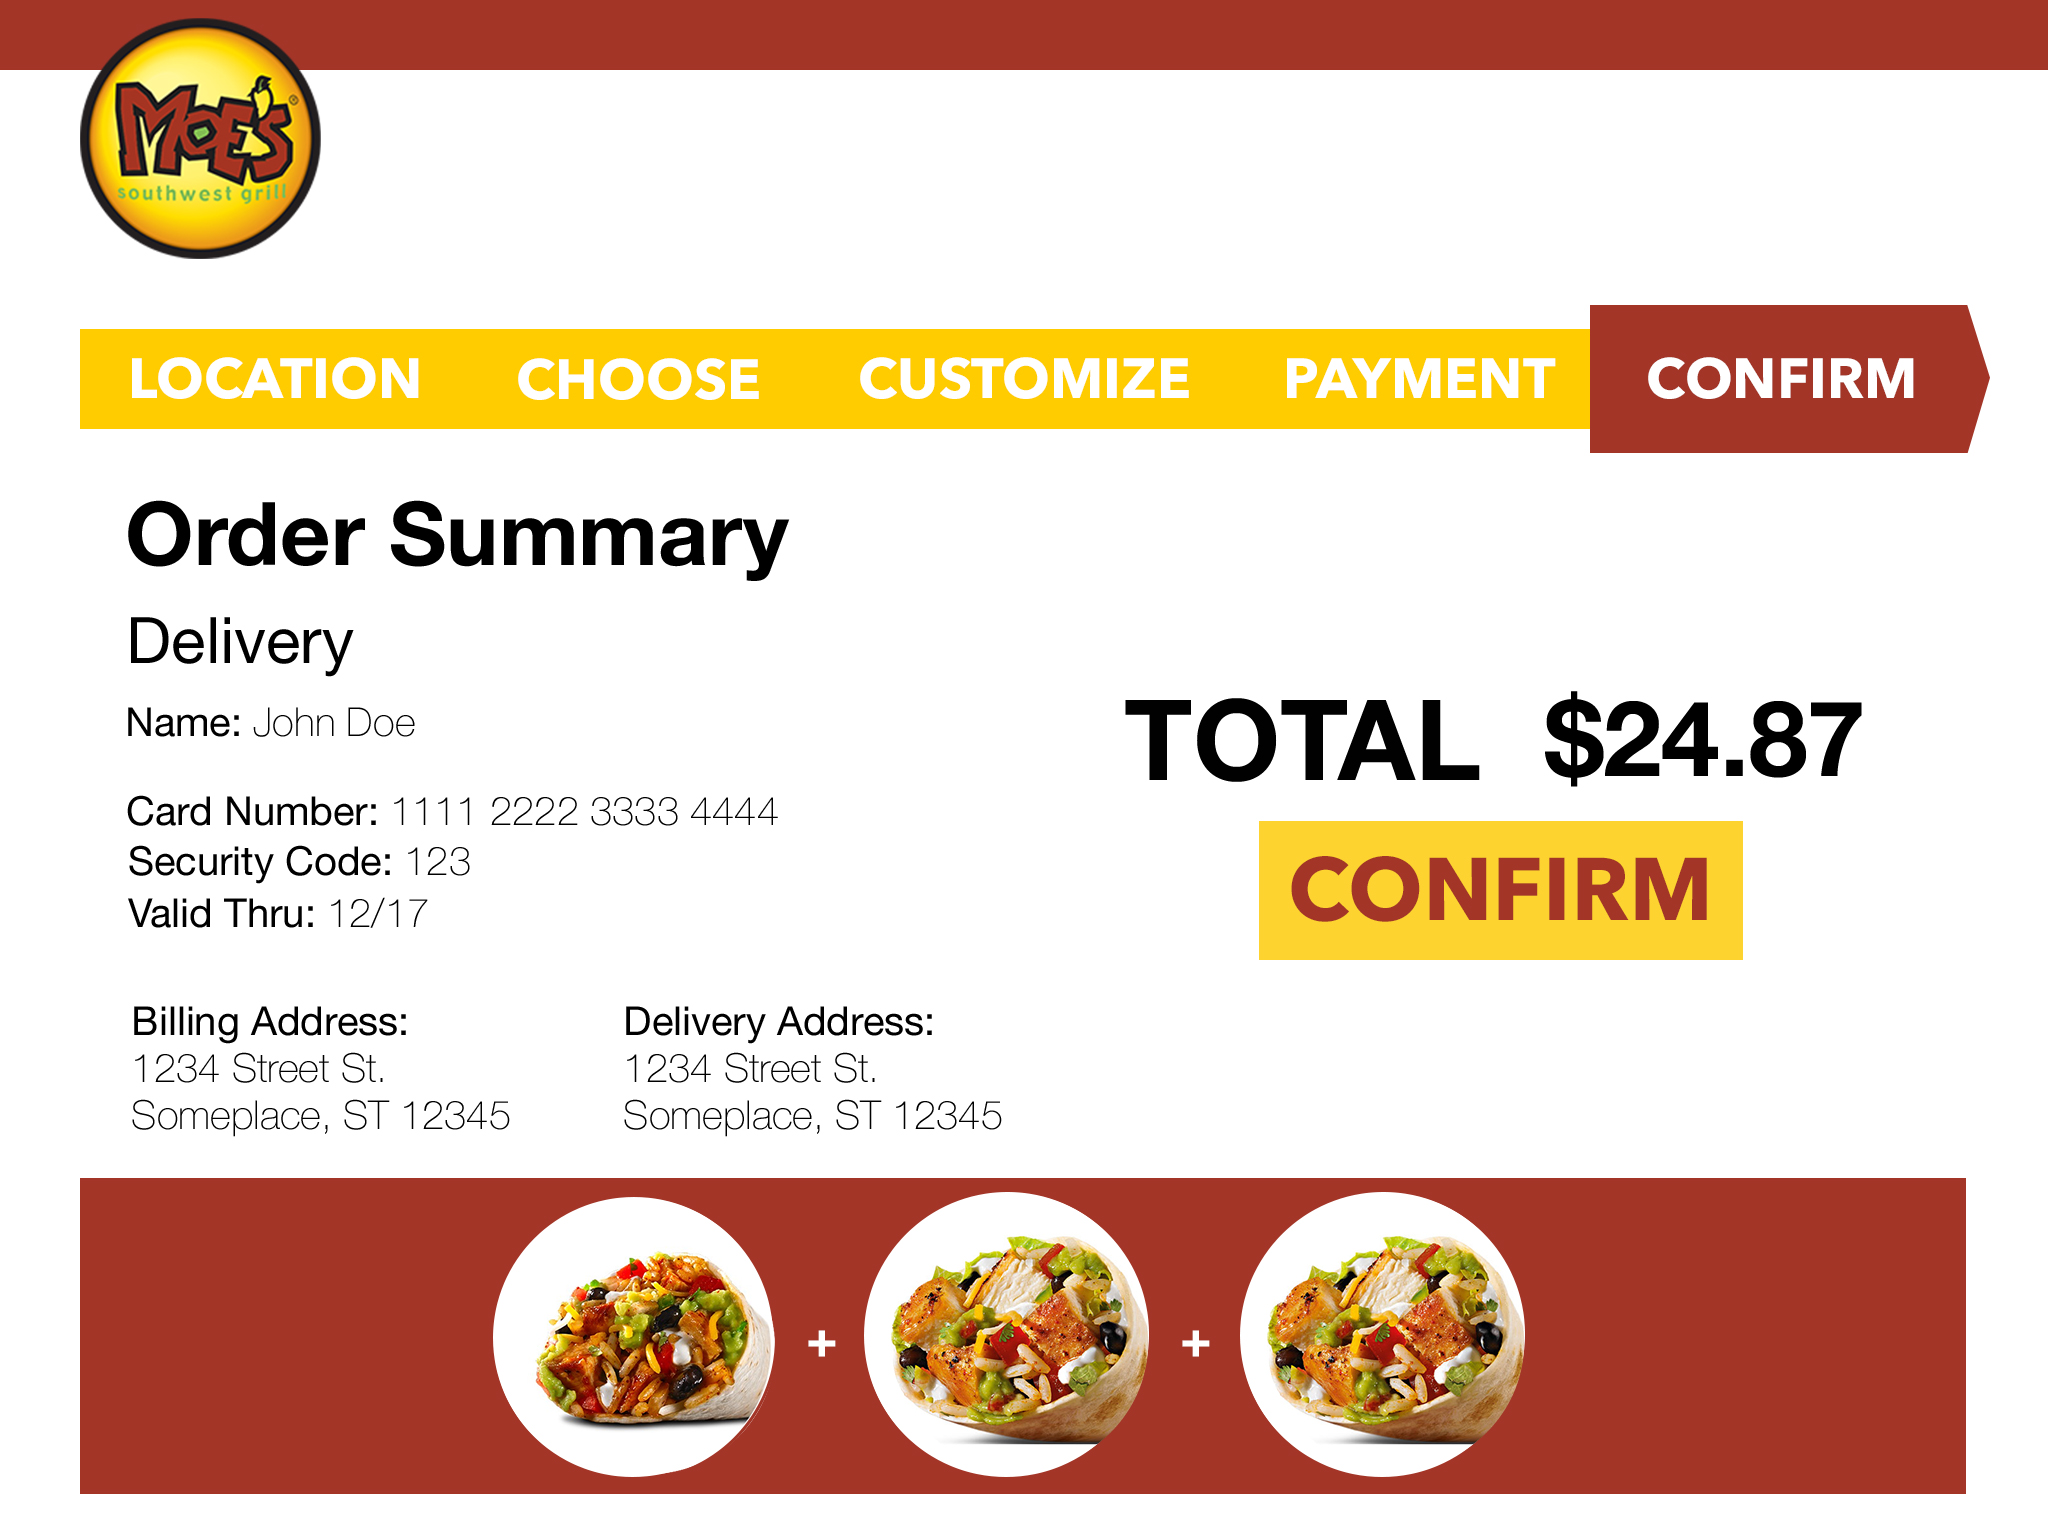 MOE'S®
southwest grill
LOCATION CHOOSE CUSTOMIZE PAYMENT CONFIRM
Order Summary
Delivery
Name: John Doe
TOTAL $24.87
Card Number: 1111 2222 3333 4444
Security Code: 123
CONFIRM
Valid Thru: 12/17
Billing Address:
1234 Street St.
Someplace, ST 12345
Delivery Address:
1234 Street St.
Someplace, ST 12345
+ +